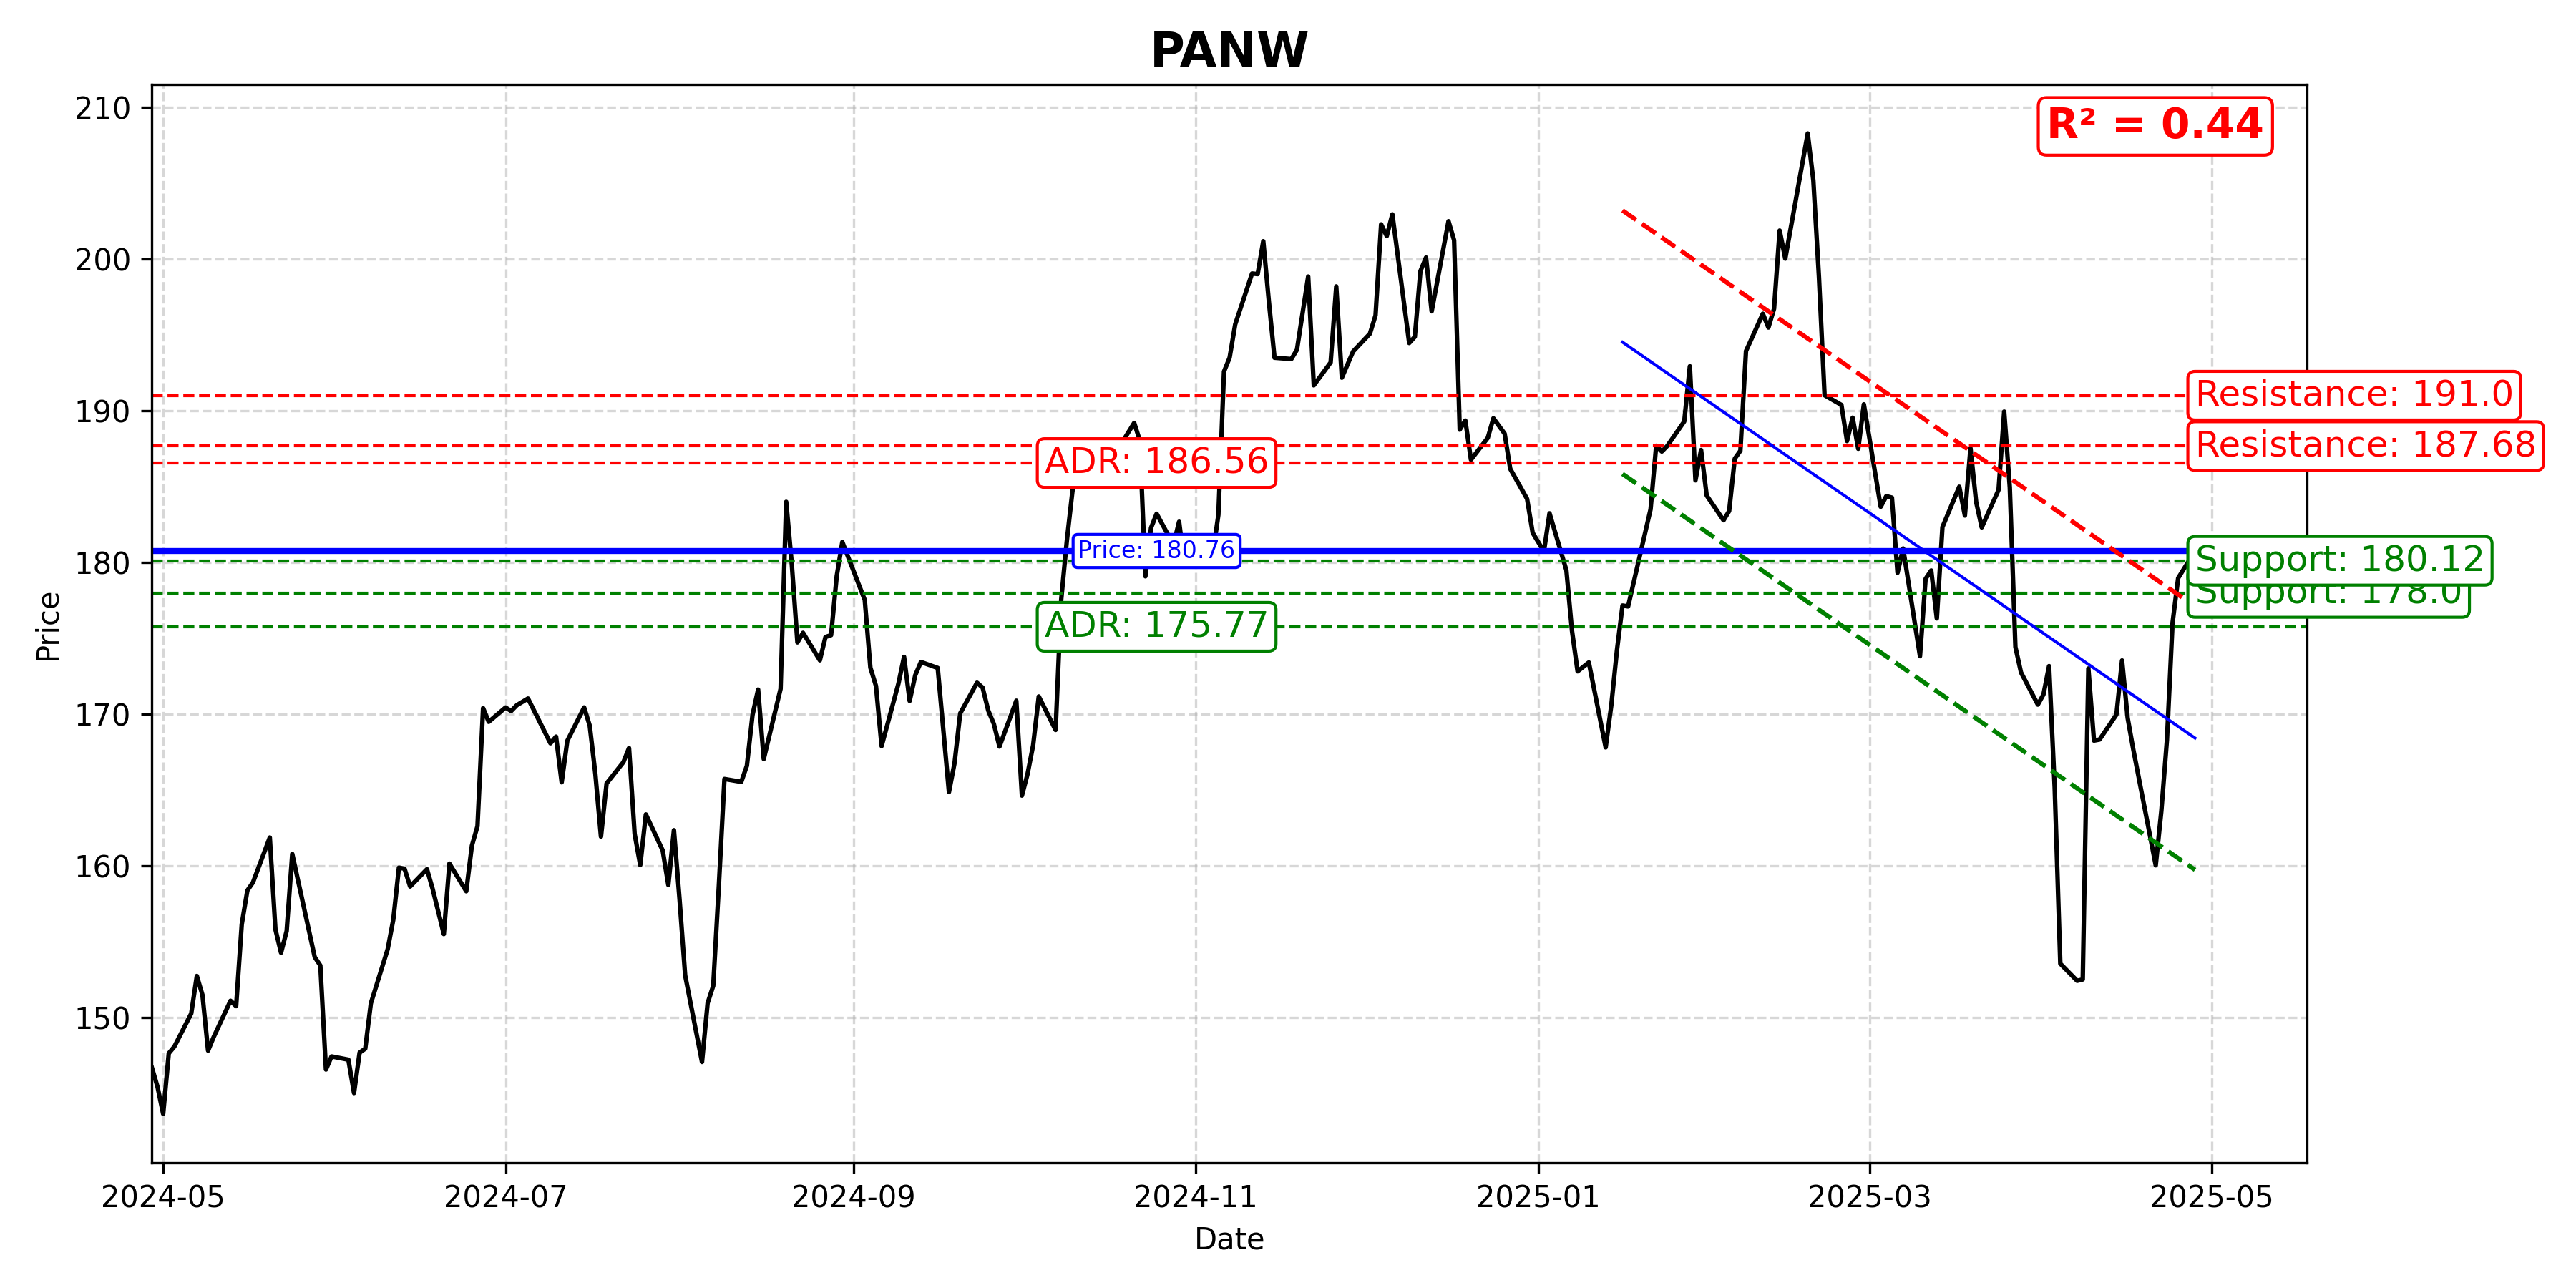 PANW
R² = 0.44
210
200
190
180
170
160
150
Price
Resistance: 191.0
Resistance: 187.68
ADR: 186.56
Price: 180.76
Support: 180.12
Support: 178.0
ADR: 175.77
2024-05
2024-07
2024-09
2024-11
2025-01
2025-03
2025-05
Date